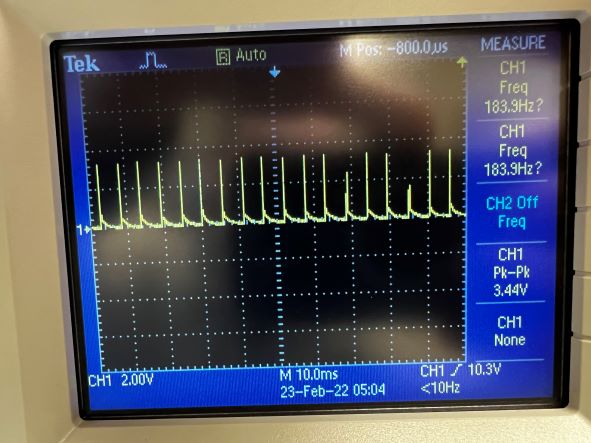 Tek
R Auto
M Pos: -800.0µs
MEASURE
CH1
Freq
183.9Hz?
CH1
Freq
183.9Hz?
CH2 Off
Freq
CH1
Pk-Pk
3.44V
CH1
None
1
CH1 2.00V
M 10.0ms
CH1 10.3V
23-Feb-22 05:04
<10Hz